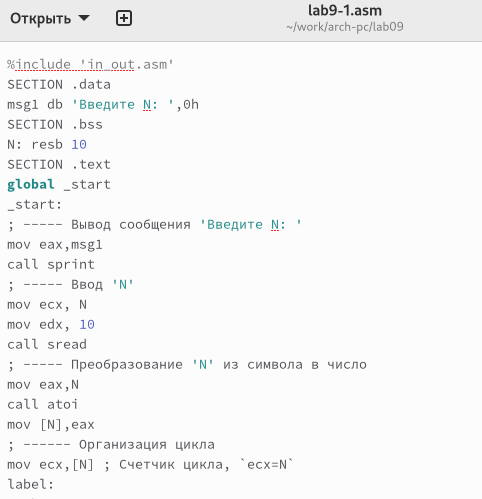 Открыть
lab9-1.asm
~/work/arch-pc/lab09
%include 'in_out.asm'
SECTION .data
msg1 db 'Введите N: ',0h
SECTION .bss
N: resb 10
SECTION .text
global _start
_start:
; ----- Вывод сообщения 'Введите N: '
mov eax,msg1
call sprint
; ----- Ввод 'N'
mov ecx, N
mov edx, 10
call sread
; ----- Преобразование 'N' из символа в число
mov eax,N
call atoi
mov [N],eax
; ------ Организация цикла
mov ecx,[N] ; Счетчик цикла, `ecx=N`
label: